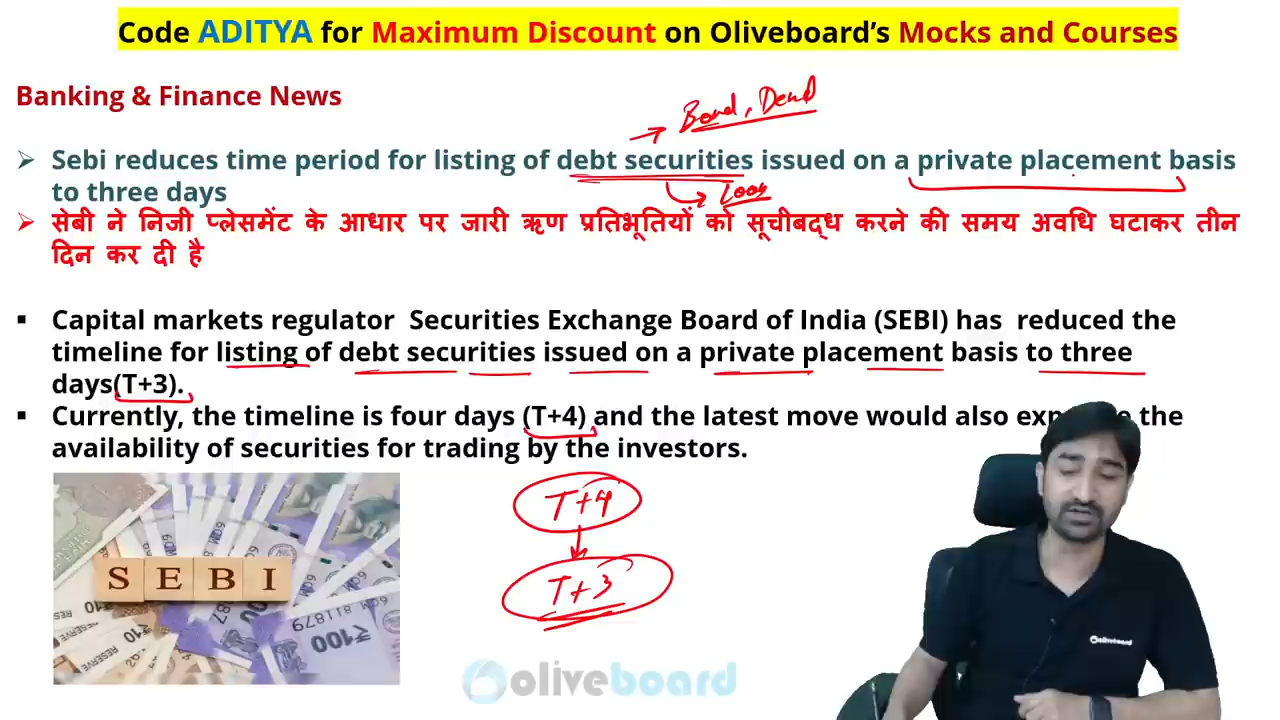 Code ADITYA for Maximum Discount on Oliveboard’s Mocks and Courses
Banking & Finance News
Bond, 
Sebi reduces time period for listing of debt securities issued on a private placement basis
to three days
Loan
सेबी ने निजी प्लेसमेंट के आधार पर जारी ऋण प्रतिभूतियों को सूचीबद्ध करने की समय अवधि घटाकर तीन
दिन कर दी है
Capital markets regulator Securities Exchange Board of India (SEBI) has reduced the
timeline for listing of debt securities issued on a private placement basis to three
days(T+3).
Currently, the timeline is four days (T+4) and the latest move would also the
availability of securities for trading by the investors.
T+4
T+3
SEBI
6QM 811879
₹100
oliveboard
oliveboard